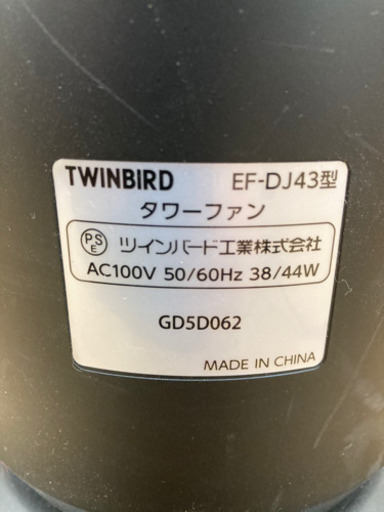 TWINBIRD EF-DJ43型
タワーファン
PSE ツインバード工業株式会社
AC100V 50/60Hz 38/44W
GD5D062
MADE IN CHINA